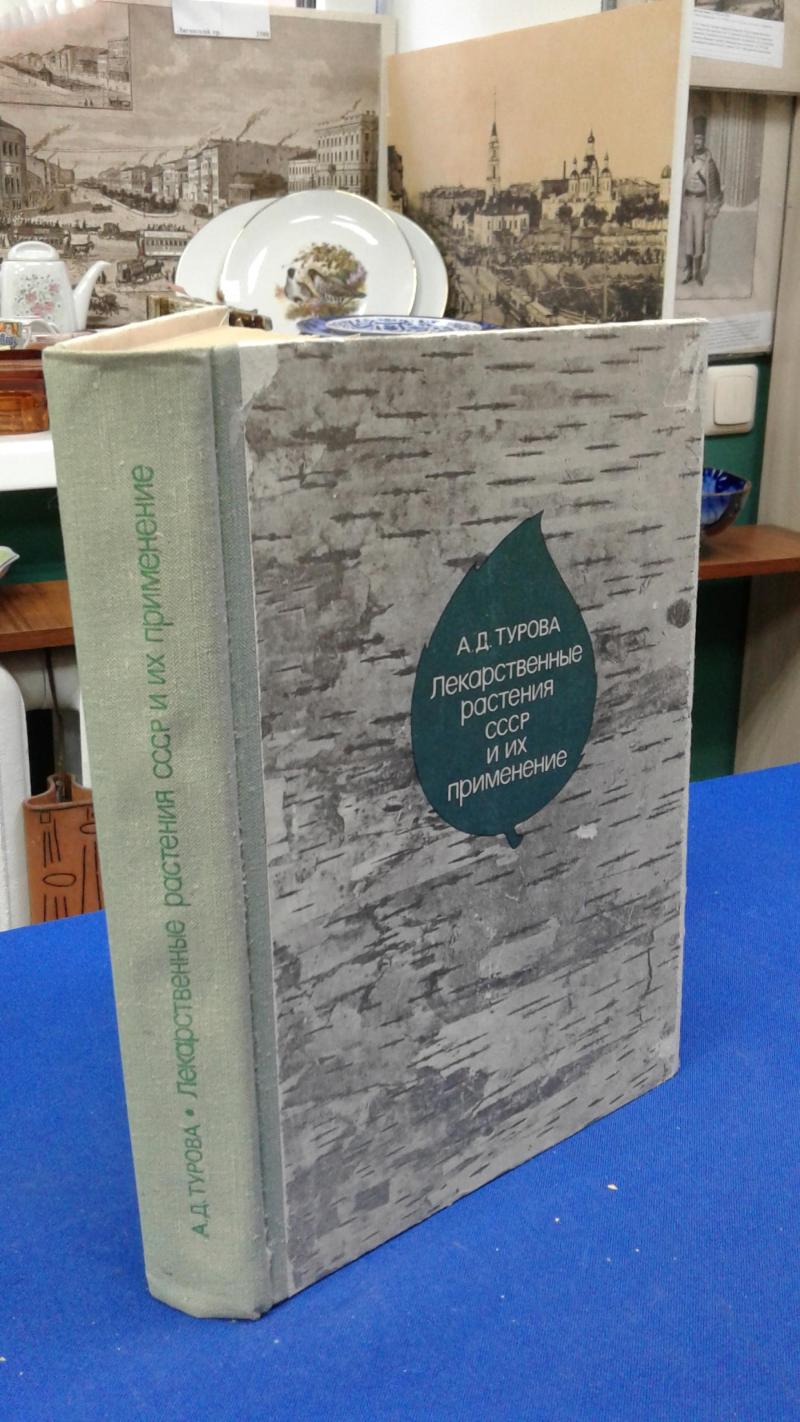 А.Д. ТУРОВА • Лекарственные растения СССР и их применение
А.Д. ТУРОВА
Лекарственные
растения
СССР
и их
применение